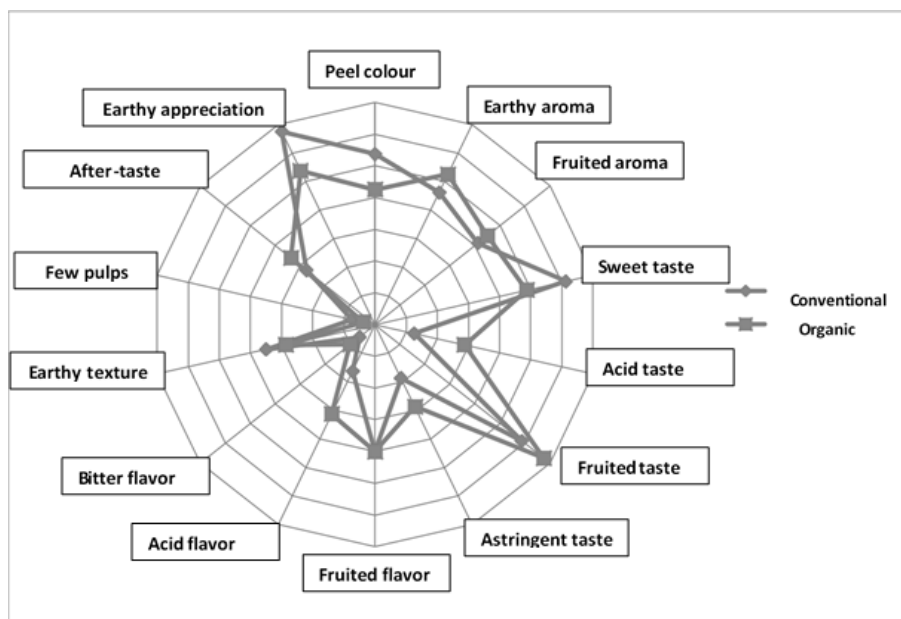 Peel colour
Earthy appreciation
Earthy aroma
After-taste
Fruited aroma
Few pulps
Sweet taste
Conventional
Organic
Earthy texture
Acid taste
Bitter flavor
Fruited taste
Acid flavor
Astringent taste
Fruited flavor